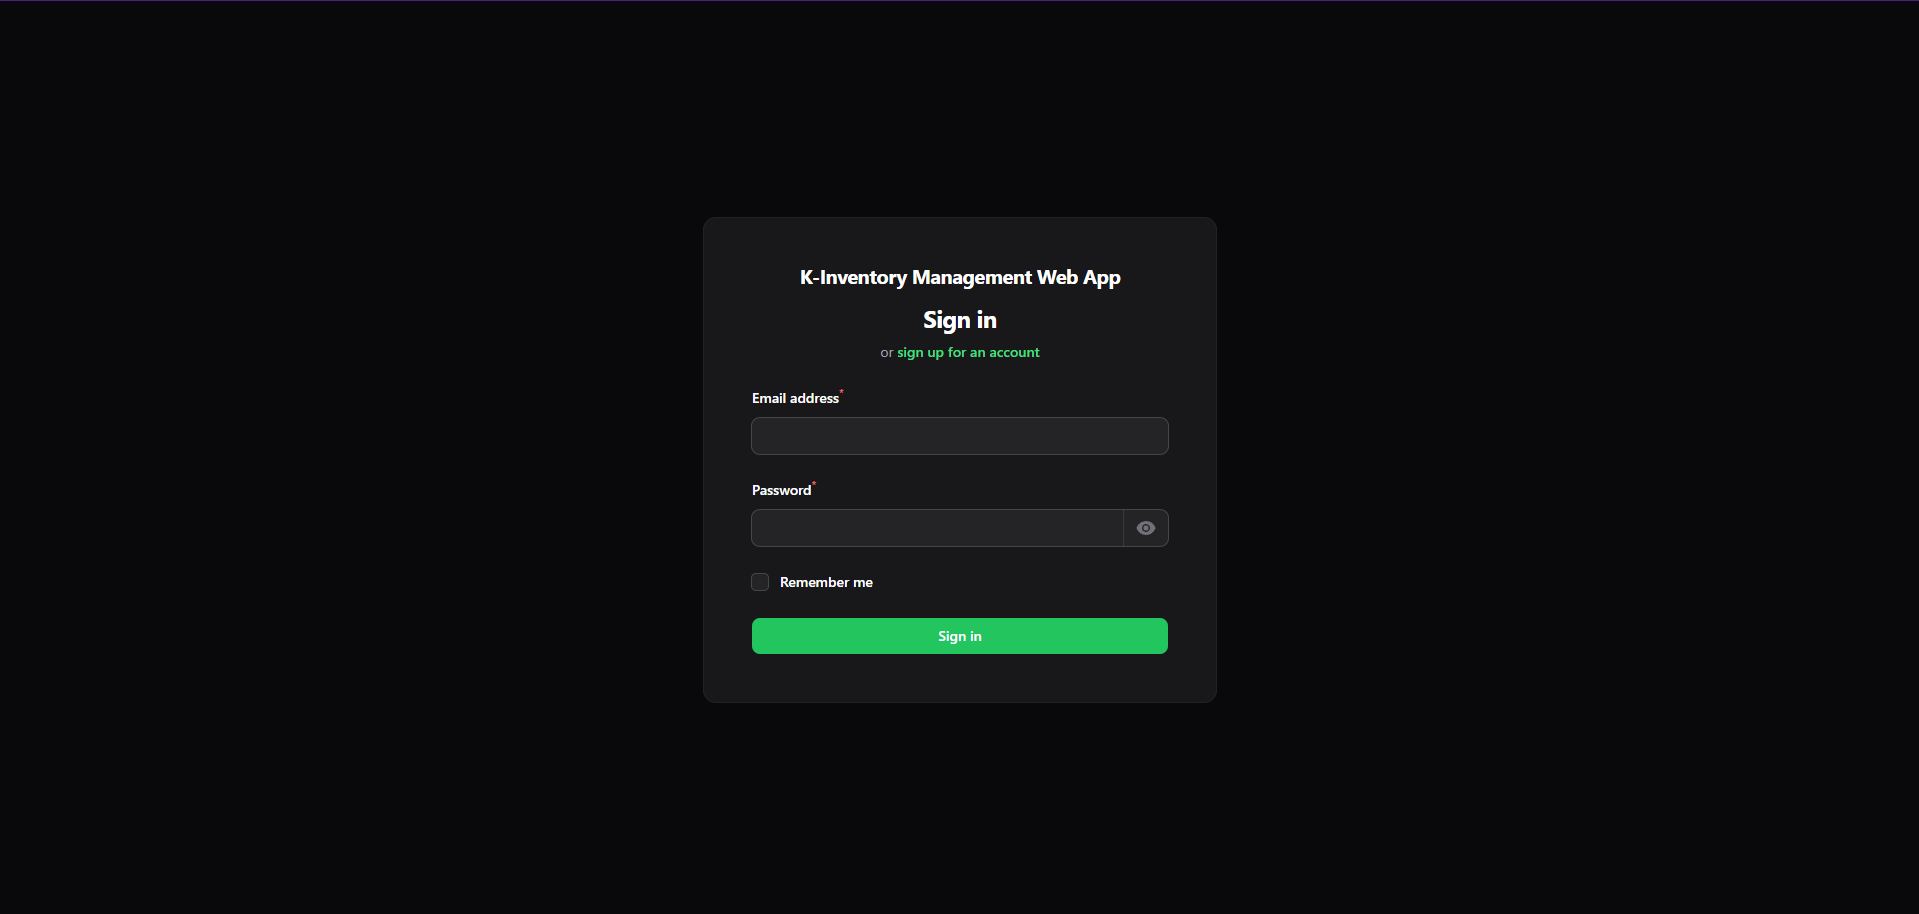 K-Inventory Management Web App
Sign in
or sign up for an account
Email address*
Password*
Remember me
Sign in